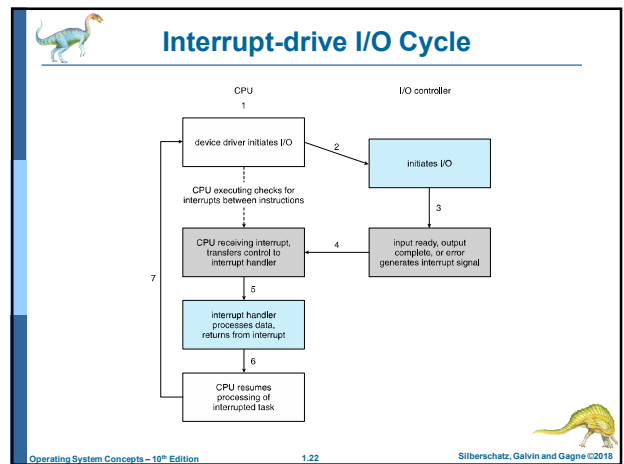 Interrupt-drive I/O Cycle
CPU
I/O controller
1
device driver initiates I/O
2
initiates I/O
CPU executing checks for
interrupts between instructions
3
CPU receiving interrupt,
transfers control to
interrupt handler
4
input ready, output
complete, or error
generates interrupt signal
7
5
interrupt handler
processes data,
returns from interrupt
6
CPU resumes
processing of
interrupted task
Operating System Concepts – 10th Edition
1.22
Silberschatz, Galvin and Gagne ©2018